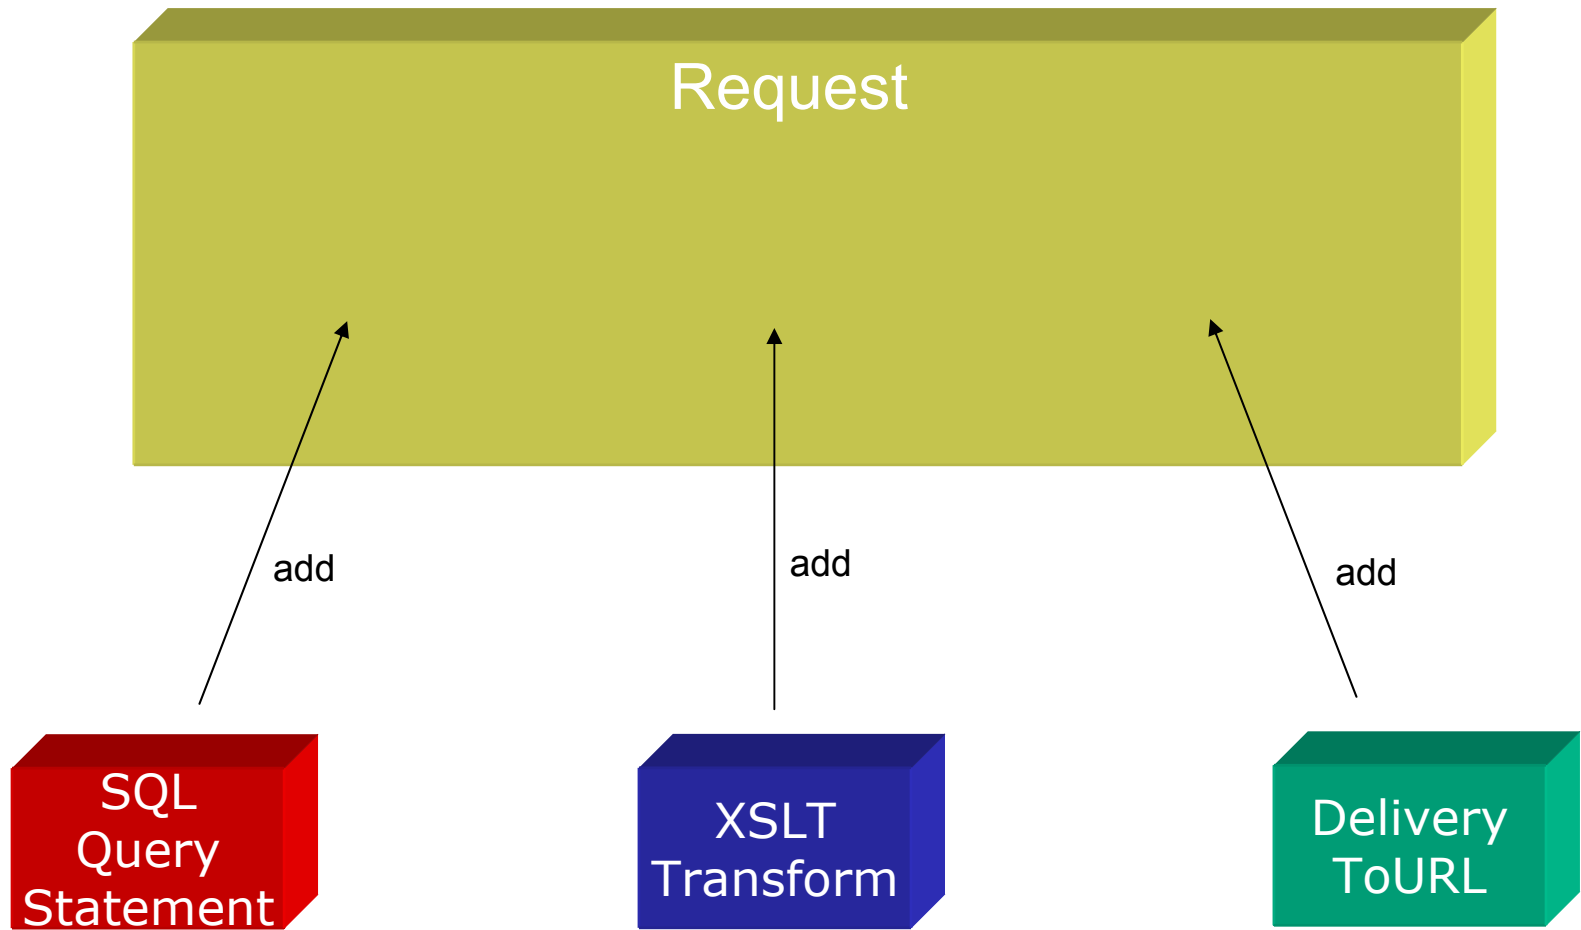 Request
add
add
add
SQL
Query
Statement
XSLT
Transform
Delivery
ToURL